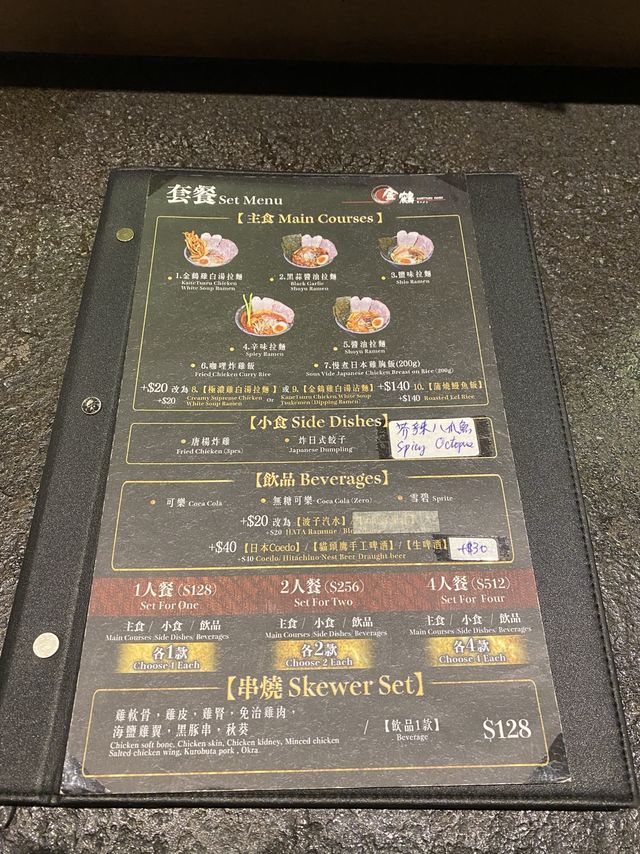 套餐 Set Menu
金鶴
【主食 Main Courses】
1.金鶴雞白湯拉麵
KaneTsuru Chicken
White Soup Ramen
2.黑蒜醬油拉麵
Black Garlic
Shoyu Ramen
3.鹽味拉麵
Shio Ramen
4.辛味拉麵
Spicy Ramen
5.醬油拉麵
Shoyu Ramen
6.咖哩炸雞飯
Fried Chicken Curry Rice
7.慢煮日本雞胸飯(200g)
Sous Vide Japanese Chicken Breast on Rice (200g)
+$20 改為 8.【極濃雞白湯拉麵】 或 9.【金鶴雞白湯沾麵】 +$140 10.【蒲燒鰻魚飯】
+$20 Creamy Supreme Chicken White Soup Ramen Or KaneTsuru Chicken White Soup Tsukemen (Dipping Ramen) +$140 Roasted Eel Rice
【小食 Side Dishes】
唐楊炸雞
Fried Chicken (3pcs)
炸日式餃子
Japanese Dumpling
八爪魚
Spicy Octopus
【飲品 Beverages】
可樂 Coca Cola
無糖可樂 Coca Cola (Zero)
雪碧 Sprite
+$20 改為【波子汽水】/
+$20 HATA Ramune /
+$40 【日本Coedo】/【貓頭鷹手工啤酒】/【生啤酒】 +$30
+$40 Coedo/ Hitachino Nest Beer/Draught beer
1人餐 ($128)
Set For One
2人餐 ($256)
Set For Two
4人餐 ($512)
Set For Four
主食 / 小食 / 飲品
Main Courses/Side Dishes/Beverages
各1款
Choose 1 Each
主食 / 小食 / 飲品
Main Courses/Side Dishes/Beverages
各2款
Choose 2 Each
主食 / 小食 / 飲品
Main Courses/Side Dishes/Beverages
各4款
Choose 4 Each
【串燒 Skewer Set】
雞軟骨，雞皮，雞腎，免治雞肉，
海鹽雞翼，黑豚串，秋葵
Chicken soft bone, Chicken skin, Chicken kidney, Minced chicken
Salted chicken wing, Kurobuta pork , Okra.
/ 【飲品1款】
Beverage
$128